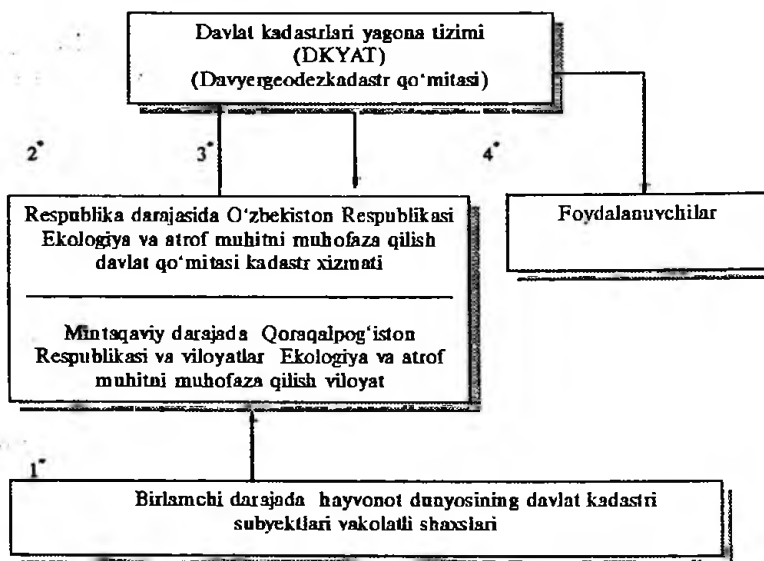 Davlat kadastrlari yagona tizimi
(DKYAT)
(Davyergeodezkadastr qo‘mitasi)
2*
3*
4*
Respublika darajasida O‘zbekiston Respublikasi
Ekologiya va atrof muhitni muhofaza qilish
davlat qo‘mitasi kadastr xizmati
Foydalanuvchilar
Mintaqaviy darajada Qoraqalpog‘iston
Respublikasi va viloyatlar Ekologiya va atrof
muhitni muhofaza qilish viloyat
1*
Birlamchi darajada hayvonot dunyosining davlat kadastri
subyektlari vakolatli shaxslari